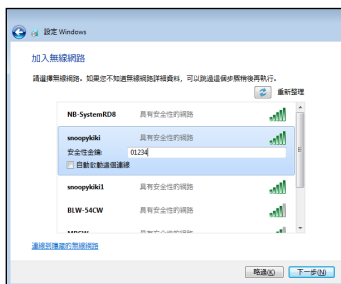 設定 Windows
加入無線網路
請選擇無線網路。如果您不知道無線網路詳細資料，可以跳過這個步驟稍後再執行。
重新整理
NB-SystemRD8 具有安全性的網路
snoopykiki 具有安全性的網路
安全性金鑰: 01234
自動啟動這個連線
snoopykiki1 具有安全性的網路
BLW-54CW 具有安全性的網路
連線到隱藏的無線網路
略過(K) 下一步(N)